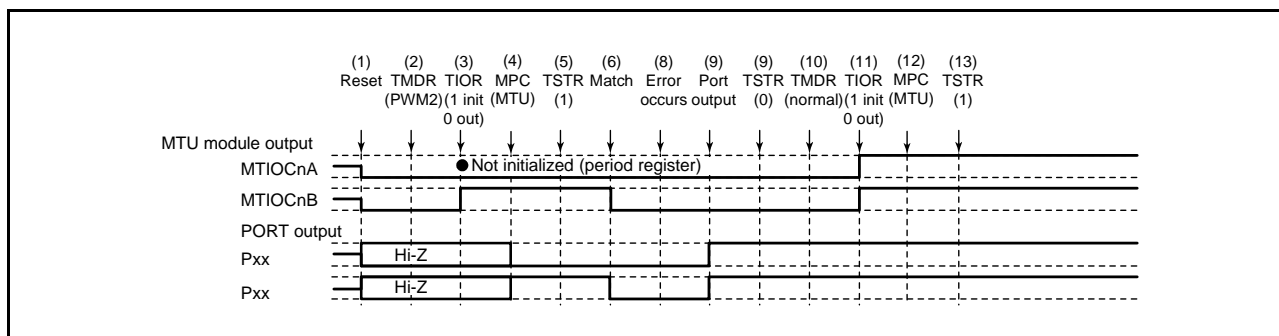 (1) (2) (3) (4) (5) (6) (8) (9) (9) (10) (11) (12) (13)
Reset TMDR TIOR MPC TSTR Match Error Port TSTR TMDR TIOR MPC TSTR
(PWM2) (1 init (MTU) (1) occurs output (0) (normal) (1 init (MTU) (1)
0 out) 0 out)
MTU module output
MTIOCnA ●Not initialized (period register)
MTIOCnB
PORT output
Pxx Hi-Z
Pxx Hi-Z